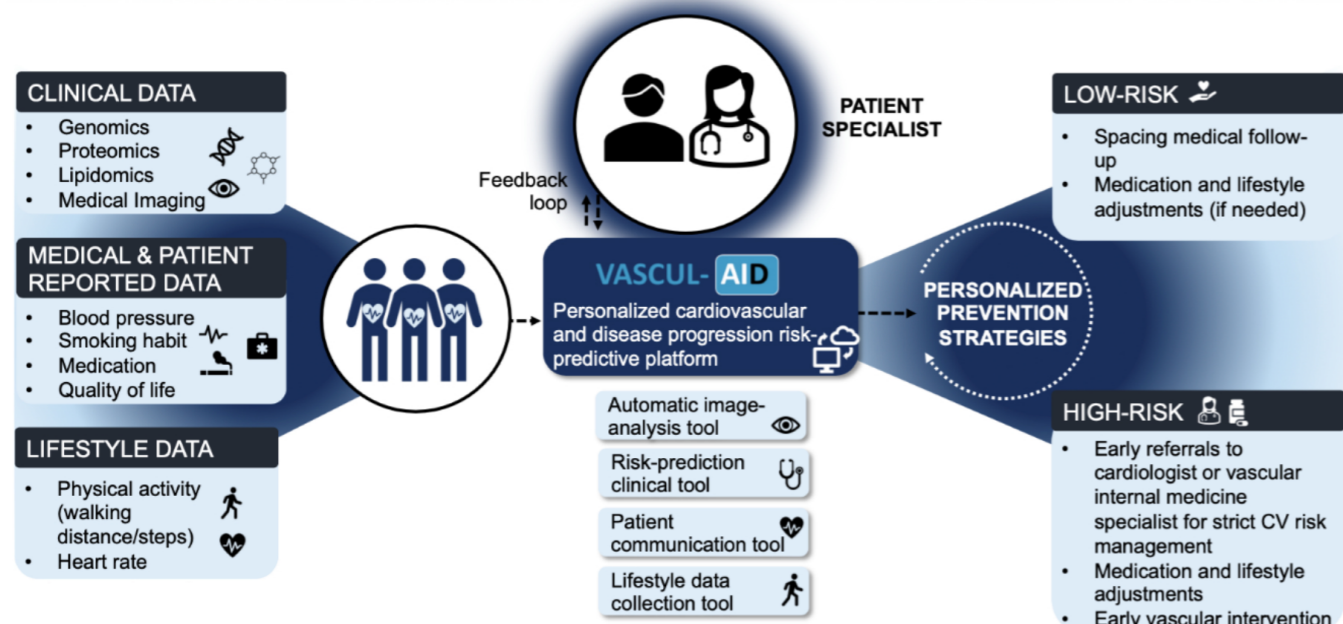 CLINICAL DATA
• Genomics
• Proteomics
• Lipidomics
• Medical Imaging
MEDICAL & PATIENT
REPORTED DATA
• Blood pressure
• Smoking habit
• Medication
• Quality of life
LIFESTYLE DATA
• Physical activity
(walking
distance/steps)
• Heart rate
PATIENT
SPECIALIST
Feedback
loop
VASCUL-AID
Personalized cardiovascular
and disease progression risk-
predictive platform
Automatic image-
analysis tool
Risk-prediction
clinical tool
Patient
communication tool
Lifestyle data
collection tool
PERSONALIZED
PREVENTION
STRATEGIES
LOW-RISK
• Spacing medical follow-
up
• Medication and lifestyle
adjustments (if needed)
HIGH-RISK
• Early referrals to
cardiologist or vascular
internal medicine
specialist for strict CV risk
management
• Medication and lifestyle
adjustments
• Early vascular intervention